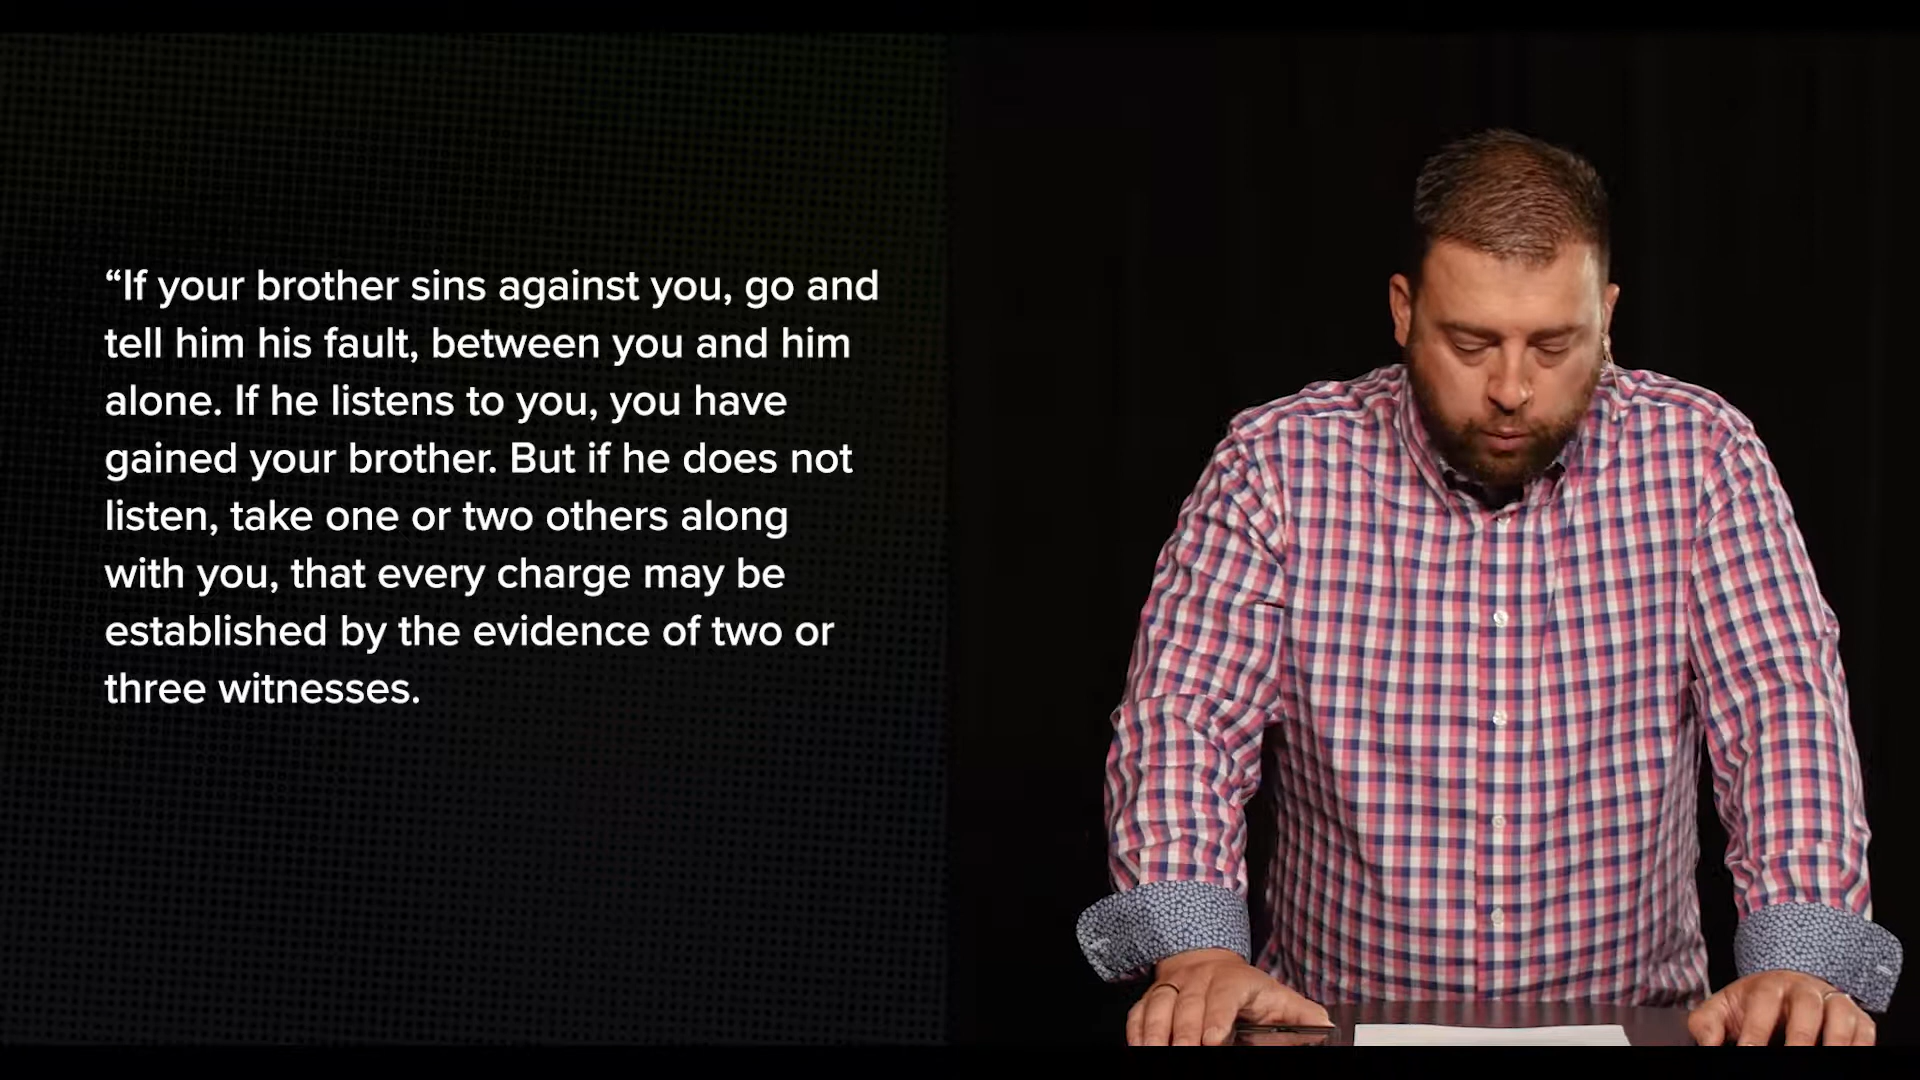 “If your brother sins against you, go and
tell him his fault, between you and him
alone. If he listens to you, you have
gained your brother. But if he does not
listen, take one or two others along
with you, that every charge may be
established by the evidence of two or
three witnesses.